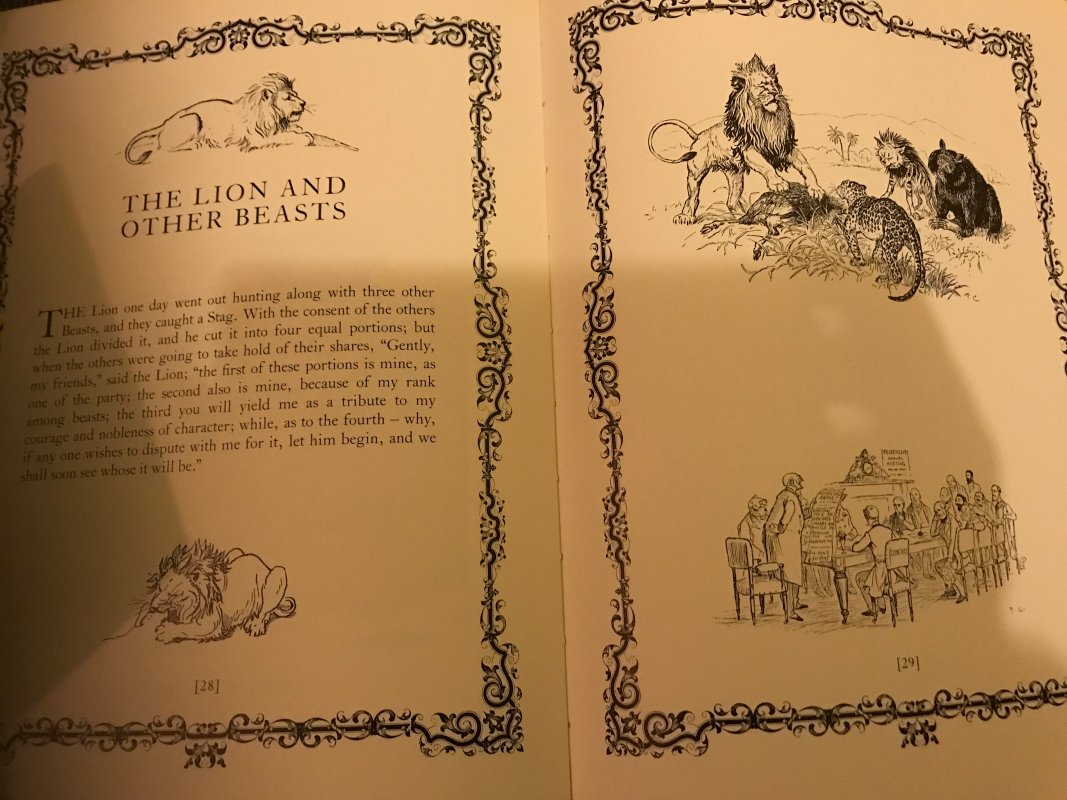 THE LION AND
OTHER BEASTS
THE Lion one day went out hunting along with three other
Beasts, and they caught a Stag. With the consent of the others
the Lion divided it, and he cut it into four equal portions; but
when the others were going to take hold of their shares, “Gently,
my friends,” said the Lion; “the first of these portions is mine, as
one of the party; the second also is mine, because of my rank
among beasts; the third you will yield me as a tribute to my
courage and nobleness of character; while, as to the fourth – why,
if any one wishes to dispute with me for it, let him begin, and we
shall soon see whose it will be.”
[28]
MEETING
[29]